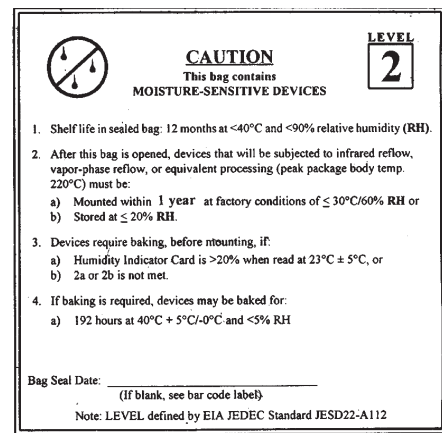 LEVEL
2
CAUTION
This bag contains
MOISTURE-SENSITIVE DEVICES
1. Shelf life in sealed bag: 12 months at <40°C and <90% relative humidity (RH).
2. After this bag is opened, devices that will be subjected to infrared reflow,
vapor-phase reflow, or equivalent processing (peak package body temp.
220°C) must be:
a) Mounted within 1 year at factory conditions of ≤ 30°C/60% RH or
b) Stored at ≤ 20% RH.
3. Devices require baking, before mounting, if:
a) Humidity Indicator Card is >20% when read at 23°C ± 5°C, or
b) 2a or 2b is not met.
4. If baking is required, devices may be baked for:
a) 192 hours at 40°C + 5°C/-0°C and <5% RH
Bag Seal Date:
(If blank, see bar code label)
Note: LEVEL defined by EIA JEDEC Standard JESD22-A112